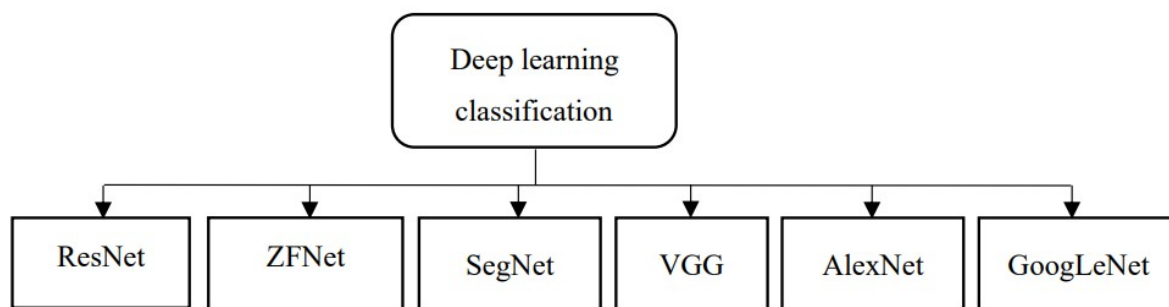 Deep learning
classification
ResNet
ZFNet
SegNet
VGG
AlexNet
GoogLeNet